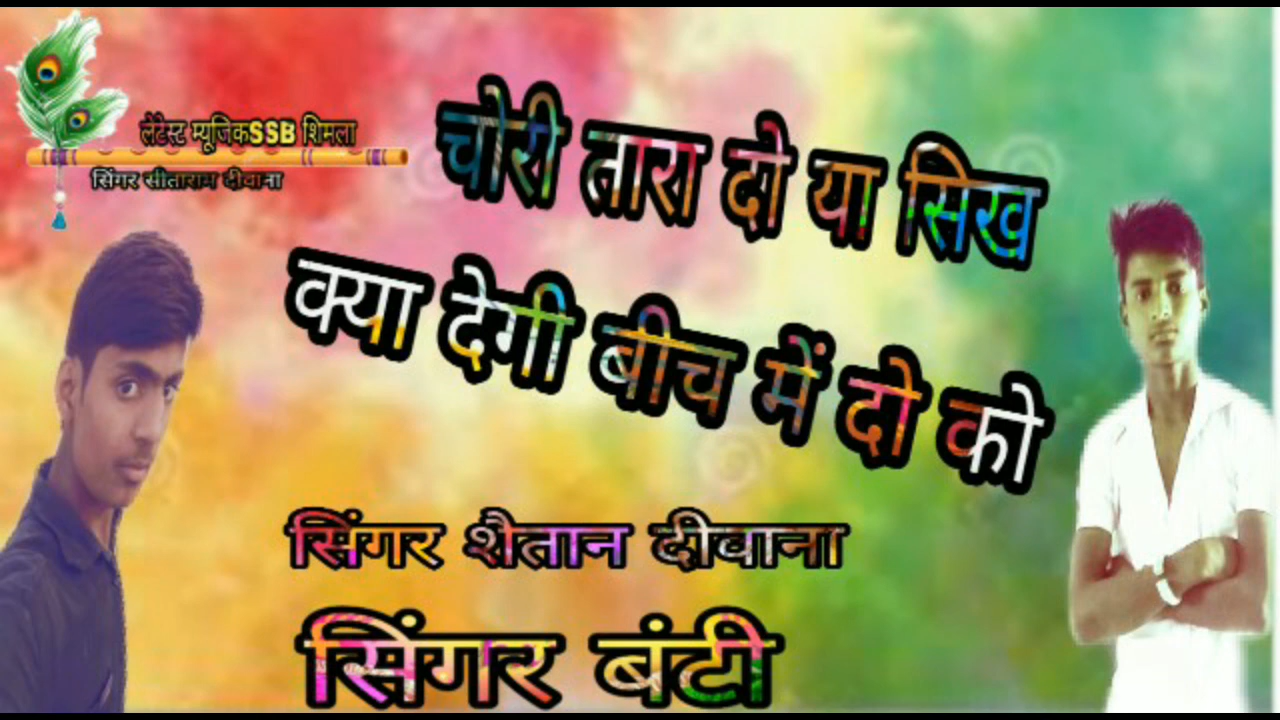 लेटेस्ट म्यूजिकSSB शिमला
सिंगर सीताराम दीवाना
चोरी तारा दो या सिख
क्या देगी बीच में दो को
सिंगर शैतान दीवाना
सिंगर बंटी